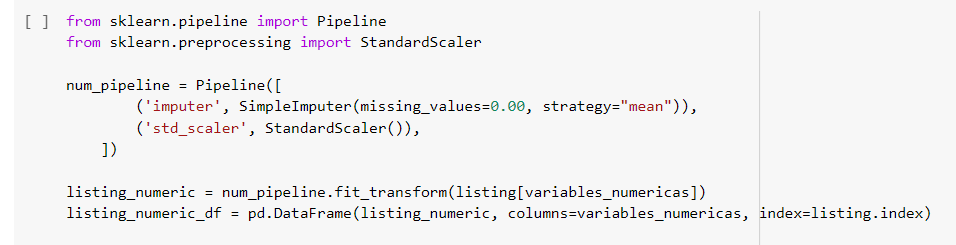 [ ] from sklearn.pipeline import Pipeline
from sklearn.preprocessing import StandardScaler
num_pipeline = Pipeline([
('imputer', SimpleImputer(missing_values=0.00, strategy="mean")),
('std_scaler', StandardScaler()),
])
listing_numeric = num_pipeline.fit_transform(listing[variables_numericas])
listing_numeric_df = pd.DataFrame(listing_numeric, columns=variables_numericas, index=listing.index)